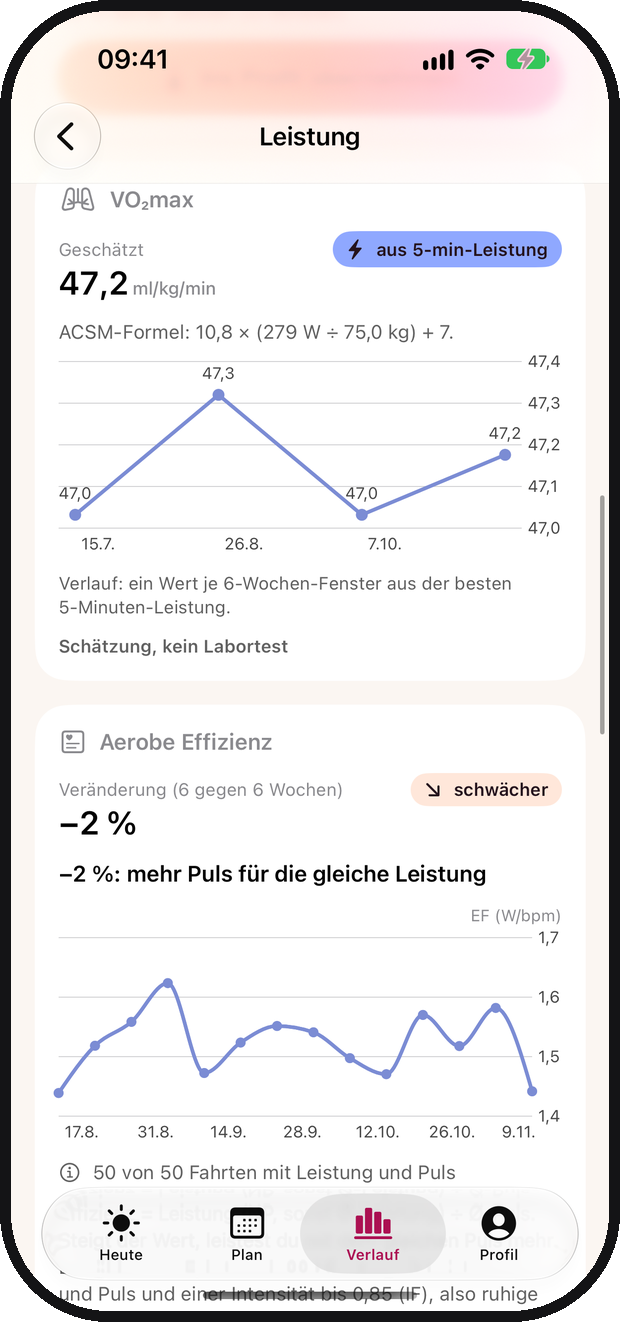 09:41
Leistung
VO₂max
Geschätzt
aus 5-min-Leistung
47,2 ml/kg/min
ACSM-Formel: 10,8 × (279 W ÷ 75,0 kg) + 7.
47,4
47,3
47,3
47,2
47,2
47,0
47,0
47,1
47,0
15.7.
26.8.
7.10.
Verlauf: ein Wert je 6-Wochen-Fenster aus der besten
5-Minuten-Leistung.
Schätzung, kein Labortest
Aerobe Effizienz
Veränderung (6 gegen 6 Wochen)
schwächer
−2 %
−2 %: mehr Puls für die gleiche Leistung
EF (W/bpm)
1,7
1,6
1,5
1,4
17.8.
31.8.
14.9.
28.9.
12.10.
26.10.
9.11.
50 von 50 Fahrten mit Leistung und Puls
Heute
Plan
Verlauf
Profil
und Puls und einer Intensität bis 0,85 (IF), also ruhige